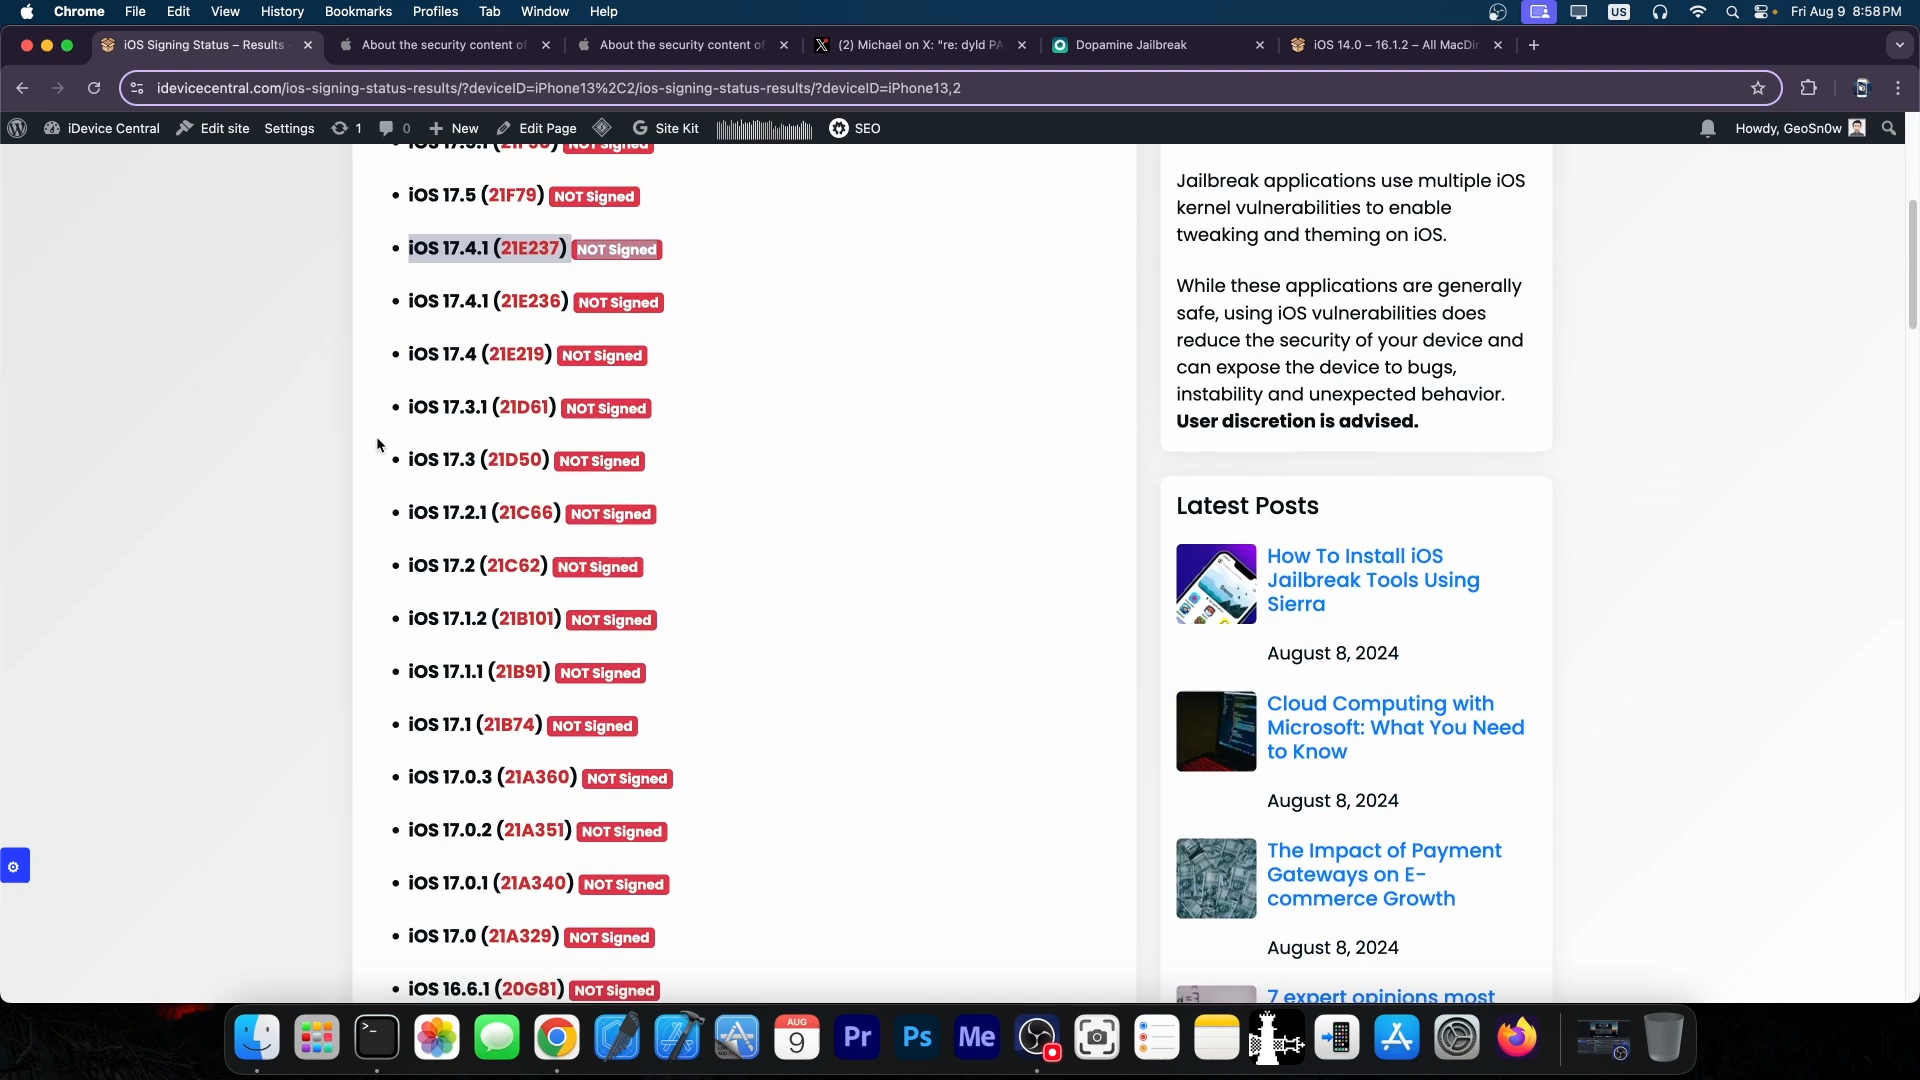 Chrome File Edit View History Bookmarks Profiles Tab Window Help
US Fri Aug 9 8:58 PM
iOS Signing Status – Results
About the security content of
About the security content of
(2) Michael on X: "re: dyld PA
Dopamine Jailbreak
iOS 14.0 – 16.1.2 – All MacDir
idevicecentral.com/ios-signing-status-results/?deviceID=iPhone13%2C2/ios-signing-status-results/?deviceID=iPhone13,2
iDevice Central Edit site Settings 1 0 New Edit Page Site Kit SEO Howdy, GeoSn0w
NOT Signed
iOS 17.5 (21F79) NOT Signed
iOS 17.4.1 (21E237) NOT Signed
iOS 17.4.1 (21E236) NOT Signed
iOS 17.4 (21E219) NOT Signed
iOS 17.3.1 (21D61) NOT Signed
iOS 17.3 (21D50) NOT Signed
iOS 17.2.1 (21C66) NOT Signed
iOS 17.2 (21C62) NOT Signed
iOS 17.1.2 (21B101) NOT Signed
iOS 17.1.1 (21B91) NOT Signed
iOS 17.1 (21B74) NOT Signed
iOS 17.0.3 (21A360) NOT Signed
iOS 17.0.2 (21A351) NOT Signed
iOS 17.0.1 (21A340) NOT Signed
iOS 17.0 (21A329) NOT Signed
iOS 16.6.1 (20G81) NOT Signed
Jailbreak applications use multiple iOS
kernel vulnerabilities to enable
tweaking and theming on iOS.
While these applications are generally
safe, using iOS vulnerabilities does
reduce the security of your device and
can expose the device to bugs,
instability and unexpected behavior.
User discretion is advised.
Latest Posts
How To Install iOS
Jailbreak Tools Using
Sierra
August 8, 2024
Cloud Computing with
Microsoft: What You Need
to Know
August 8, 2024
The Impact of Payment
Gateways on E-
commerce Growth
August 8, 2024
7 expert opinions most
AUG
9
Pr
Ps
Me